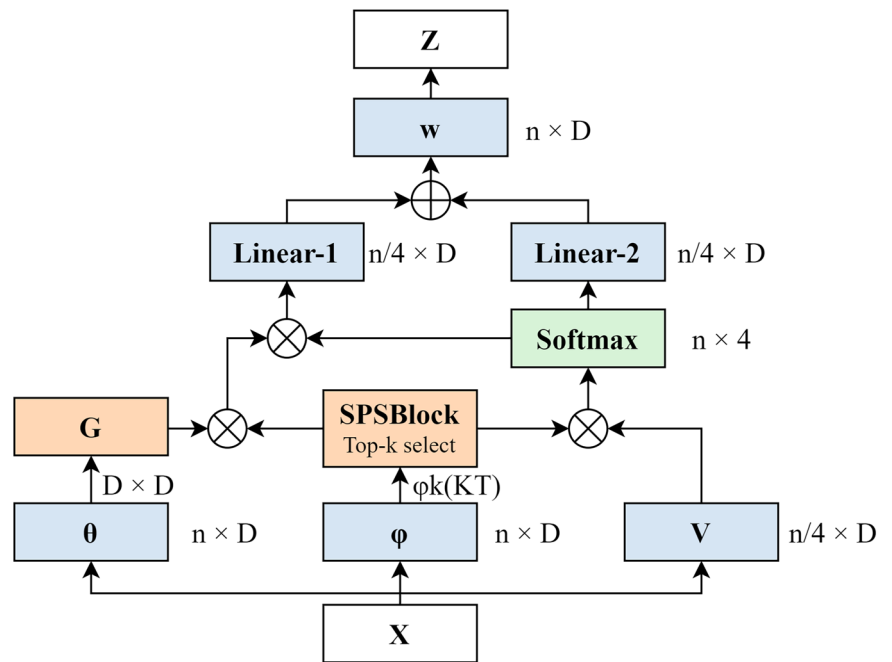 Z
w
n × D
Linear-1
n/4 × D
Linear-2
n/4 × D
Softmax
n × 4
G
SPSBlock
Top-k select
D × D
φk(KT)
θ
n × D
φ
n × D
V
n/4 × D
X